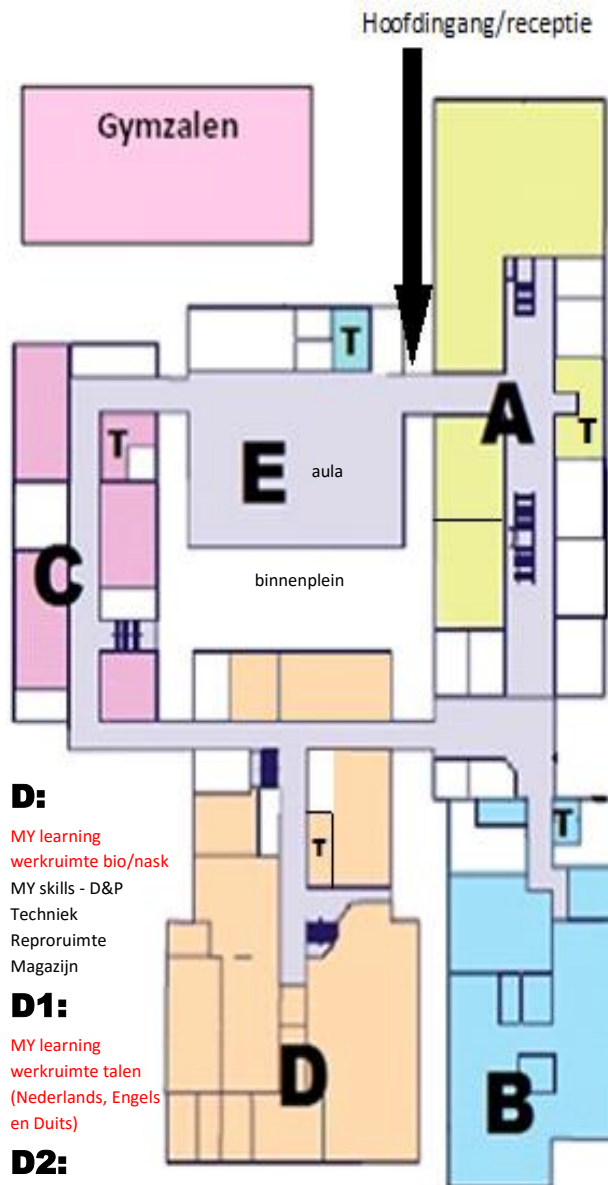 Hoofdingang/receptie
Gymzalen
T
A
T
T
E
aula
C
binnenplein
D:
MY learning
werkruimte bio/nask
MY skills - D&P
Techniek
Reproruimte
Magazijn
D1:
MY learning
werkruimte talen
(Nederlands, Engels
en Duits)
D2:
T
T
D
B